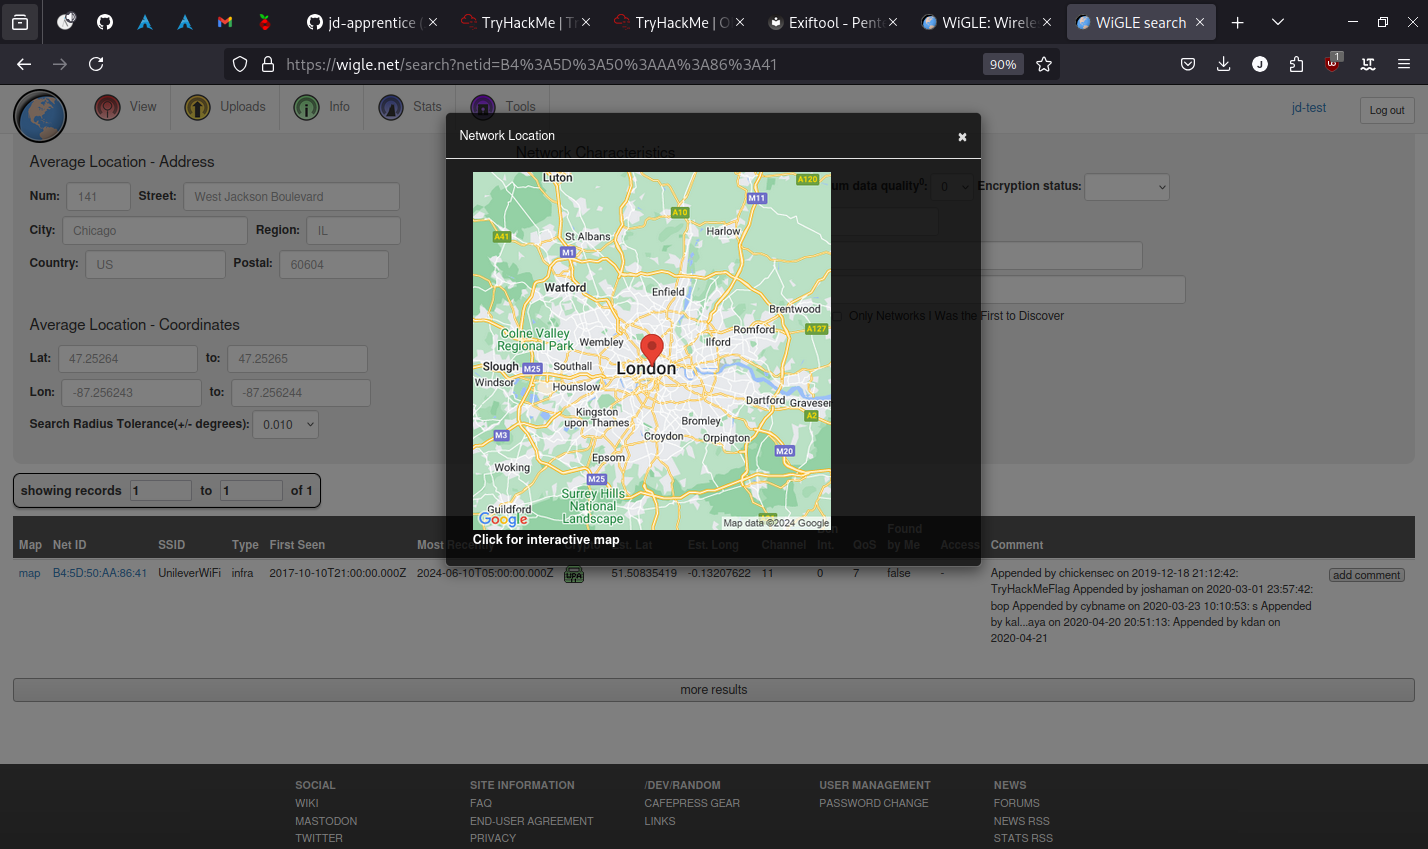 jd-apprentice (
TryHackMe | T
TryHackMe | O
Exiftool - Pent
WiGLE: Wirele
WiGLE search
https://wigle.net/search?netid=B4%3A5D%3A50%3AAA%3A86%3A41
90%
1
View
Uploads
Info
Stats
Tools
jd-test
Log out
Network Location
Average Location - Address
Network Characteristics
Num: 141 Street: West Jackson Boulevard
um data quality
0
Encryption status:
City: Chicago Region: IL
Country: US Postal: 60604
Only Networks I Was the First to Discover
Average Location - Coordinates
Lat: 47.25264 to: 47.25265
Lon: -87.256243 to: -87.256244
Search Radius Tolerance(+/- degrees): 0.010
Luton
A120
M11
A10
Harlow
A41
St Albans
M1
Watford
Enfield
Brentwood
Colne Valley
Regional Park
Romford
A127
Wembley
Ilford
Slough
M25
Southall
London
Windsor
Hounslow
Dartford
Gravesen
A2
Kingston
upon Thames
Bromley
M3
Croydon
Orpington
M20
Epsom
Woking
M25
Surrey Hills
National
Landscape
Guildford
Google
Map data ©2024 Google
Click for interactive map
showing records 1 to 1 of 1
Map Net ID SSID Type First Seen Most Recently Crypto Est. Lat Est. Long Channel Int. QoS Found by Me Access Comment
map B4:5D:50:AA:86:41 UnileverWiFi infra 2017-10-10T21:00:00.000Z 2024-06-10T05:00:00.000Z 51.50835419 -0.13207622 11 0 7 false - Appended by chickensec on 2019-12-18 21:12:42:
TryHackMeFlag Appended by joshaman on 2020-03-01 23:57:42:
bop Appended by cybname on 2020-03-23 10:10:53: s Appended
by kal...aya on 2020-04-20 20:51:13: Appended by kdan on
2020-04-21
add comment
more results
SOCIAL
WIKI
MASTODON
TWITTER
SITE INFORMATION
FAQ
END-USER AGREEMENT
PRIVACY
/DEV/RANDOM
CAFEPRESS GEAR
LINKS
USER MANAGEMENT
PASSWORD CHANGE
NEWS
FORUMS
NEWS RSS
STATS RSS